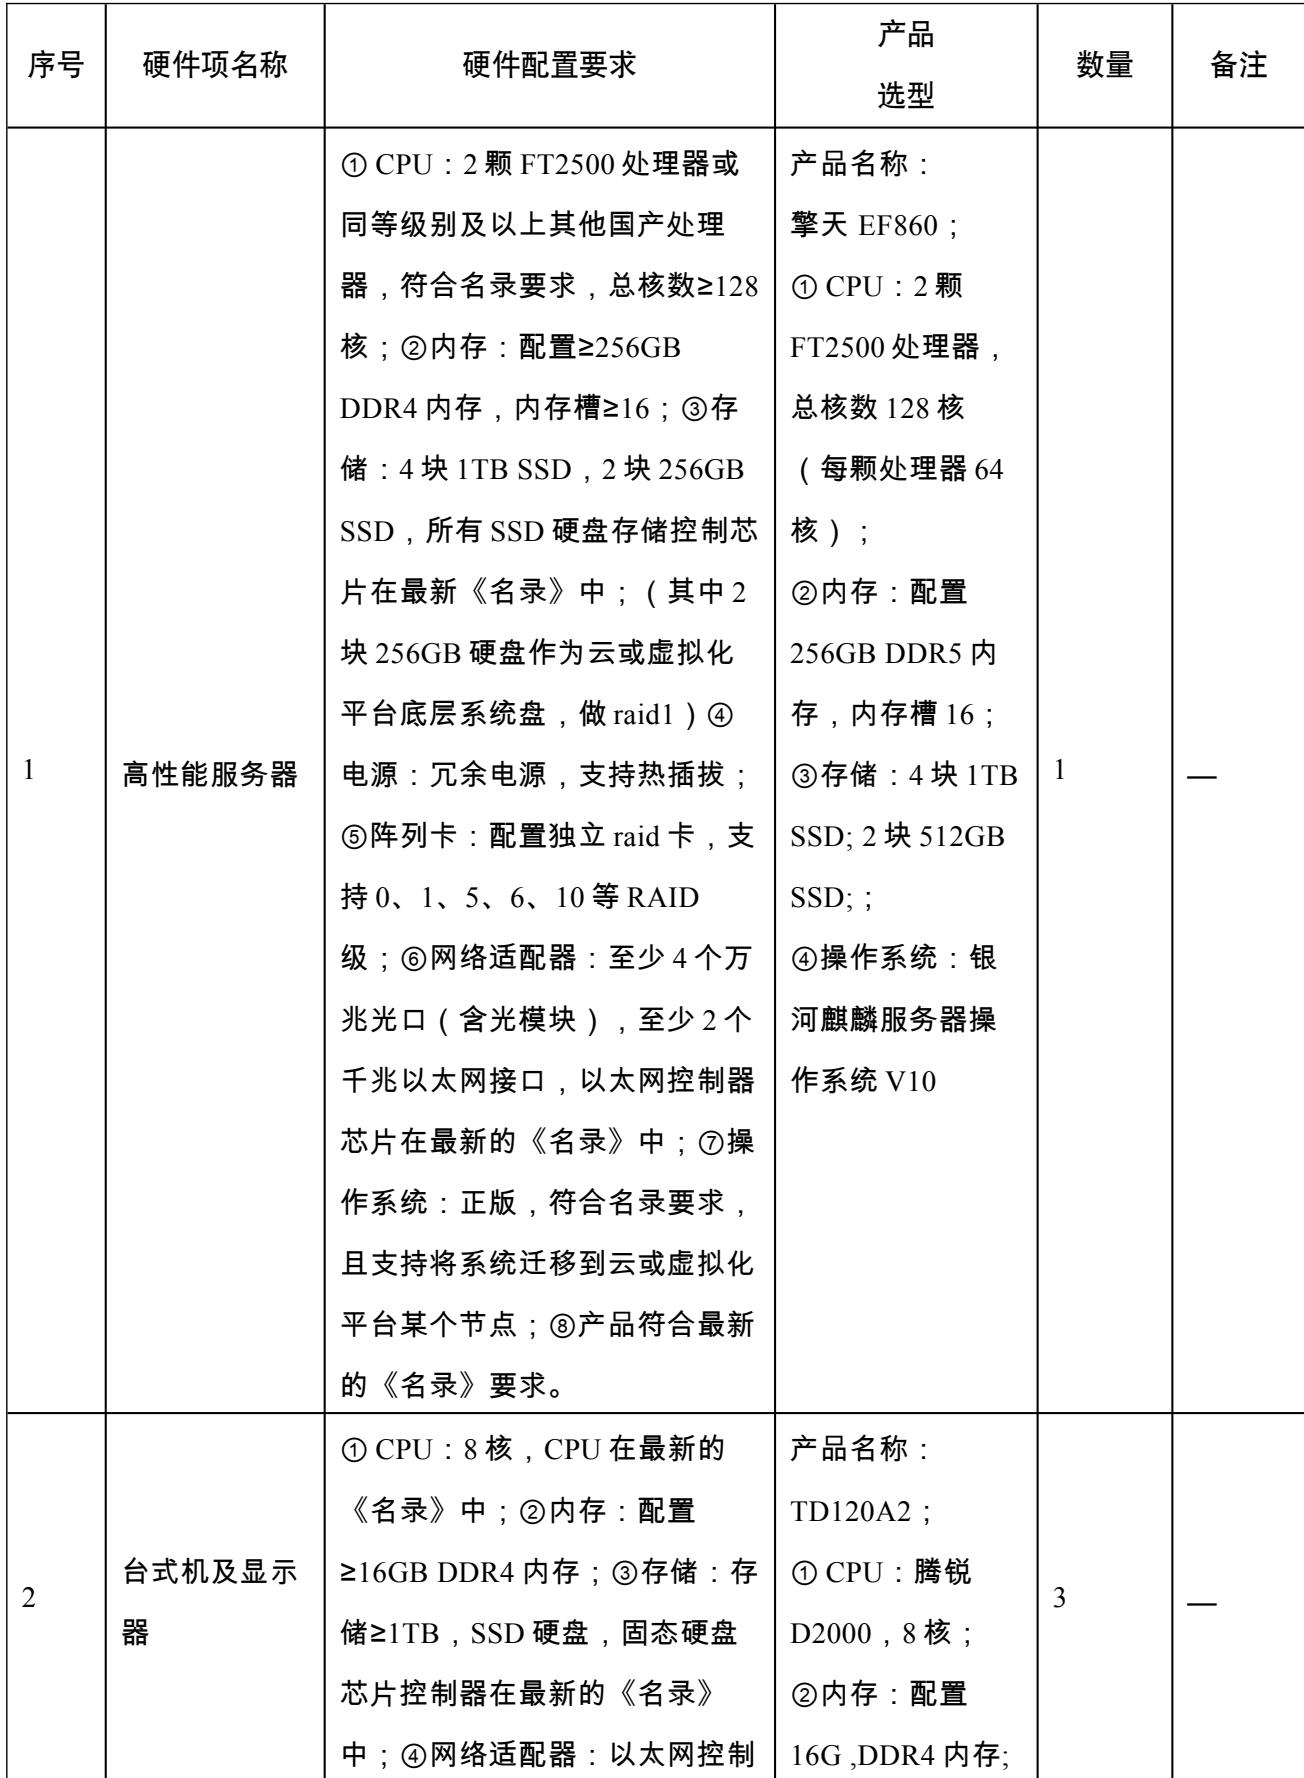 序号
硬件项名称
硬件配置要求
产品
选型
数量
备注
1
高性能服务器
① CPU：2 颗 FT2500 处理器或
同等级别及以上其他国产处理
器，符合名录要求，总核数≥128
核；②内存：配置≥256GB
DDR4 内存，内存槽≥16；③存
储：4 块 1TB SSD，2 块 256GB
SSD，所有 SSD 硬盘存储控制芯
片在最新《名录》中；（其中 2
块 256GB 硬盘作为云或虚拟化
平台底层系统盘，做 raid1）④
电源：冗余电源，支持热插拔；
⑤阵列卡：配置独立 raid 卡，支
持 0、1、5、6、10 等 RAID
级；⑥网络适配器：至少 4 个万
兆光口（含光模块），至少 2 个
千兆以太网接口，以太网控制器
芯片在最新的《名录》中；⑦操
作系统：正版，符合名录要求，
且支持将系统迁移到云或虚拟化
平台某个节点；⑧产品符合最新
的《名录》要求。
产品名称：
擎天 EF860；
① CPU：2 颗
FT2500 处理器，
总核数 128 核
（每颗处理器 64
核）；
②内存：配置
256GB DDR5 内
存，内存槽 16；
③存储：4 块 1TB
SSD; 2 块 512GB
SSD;；
④操作系统：银
河麒麟服务器操
作系统 V10
1
—
2
台式机及显示
器
① CPU：8 核，CPU 在最新的
《名录》中；②内存：配置
≥16GB DDR4 内存；③存储：存
储≥1TB，SSD 硬盘，固态硬盘
芯片控制器在最新的《名录》
中；④网络适配器：以太网控制
产品名称：
TD120A2；
① CPU：腾锐
D2000，8 核；
②内存：配置
16G ,DDR4 内存;
3
—